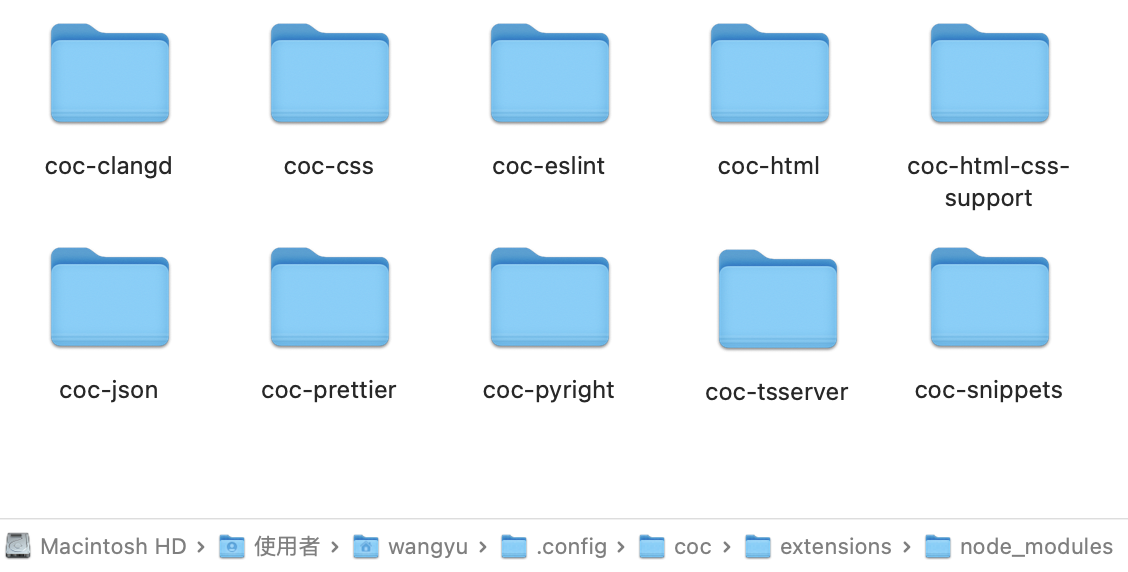 coc-clangd
coc-css
coc-eslint
coc-html
coc-html-css-
support
coc-json
coc-prettier
coc-pyright
coc-tsserver
coc-snippets
Macintosh HD › 使用者 › wangyu › .config › coc › extensions › node_modules